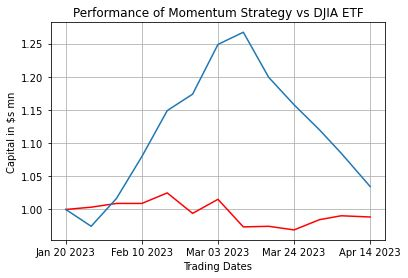 Performance of Momentum Strategy vs DJIA ETF
Capital in $s mn
1.25
1.20
1.15
1.10
1.05
1.00
Jan 20 2023 Feb 10 2023 Mar 03 2023 Mar 24 2023 Apr 14 2023
Trading Dates